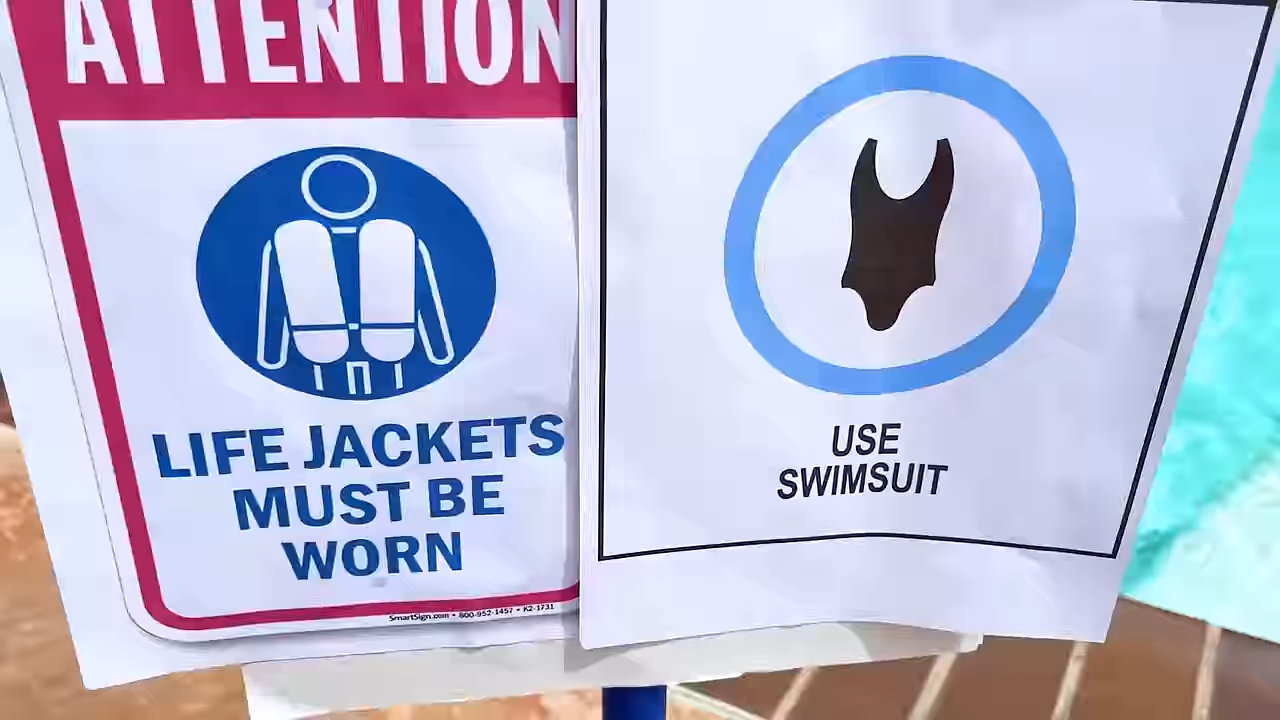 ATTENTION
LIFE JACKETS
MUST BE
WORN
SmartSign.com • 800-952-1457 • K2-1731
USE
SWIMSUIT